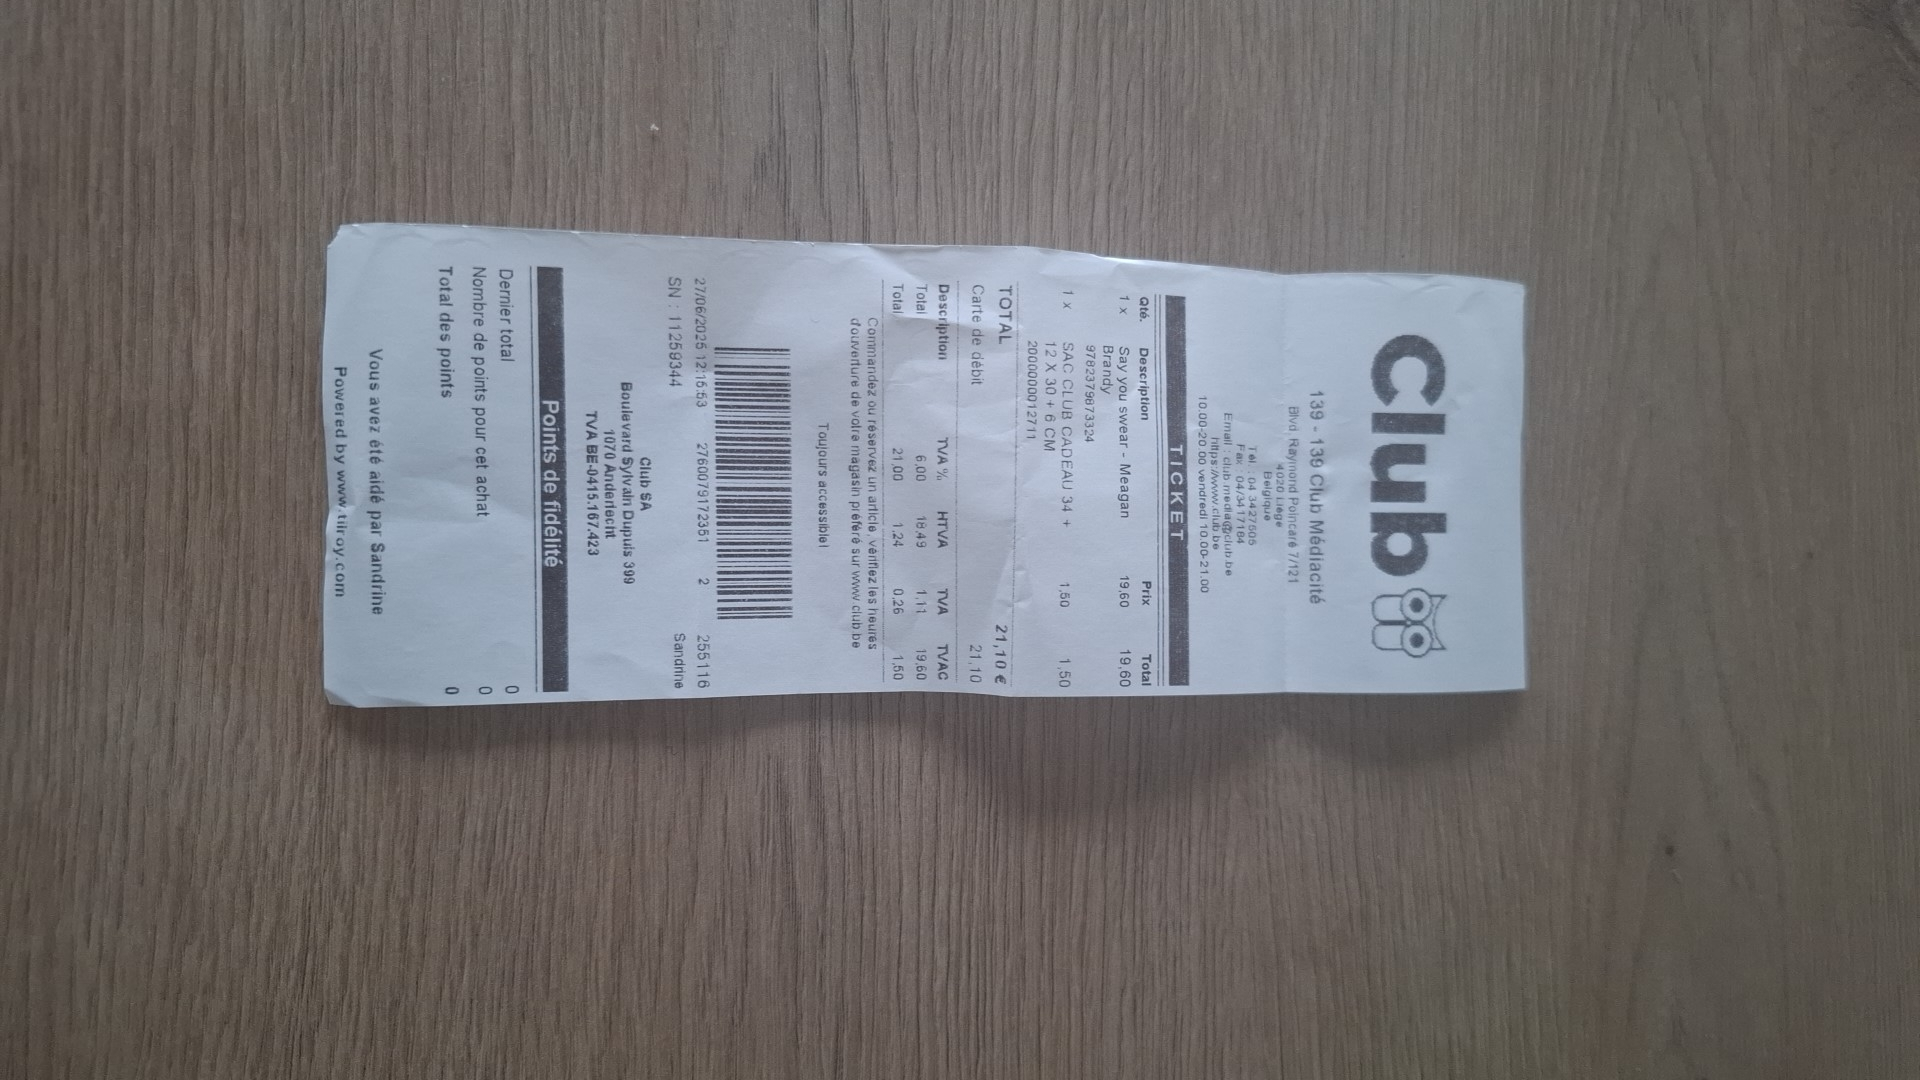 Club
139 - 139 Club Médiacité
Blvd Raymond Poincaré 7/121
4020 Liège
Belgique
Tél : 04 3427605
Fax : 04/3417184
Email : club.media@club.be
https://www.club.be
10.00-20.00 vendredi 10.00-21.00
TICKET
Qté. Description Prix Total
1 x Say you swear - Meagan 19,60 19,60
Brandy
9782379873324
1 x SAC CLUB CADEAU 34 + 1,50 1,50
12 X 30 + 6 CM
2000000012711
TOTAL 21,10 €
Carte de débit 21,10
Description TVA % HTVA TVA TVAC
Total 6,00 18,49 1,11 19,60
Total 21,00 1,24 0,26 1,50
Commandez ou réservez un article, vérifiez les heures
d'ouverture de votre magasin préféré sur www.club.be
Toujours accessible!
27/06/2025 12:15:53 2760079172351 2 255116
SN : 11259344 Sandrine
Club SA
Boulevard Sylvain Dupuis 399
1070 Anderlecht
TVA BE-0415.167.423
Points de fidélité
Dernier total 0
Nombre de points pour cet achat 0
Total des points 0
Vous avez été aidé par Sandrine
Powered by www.tilroy.com